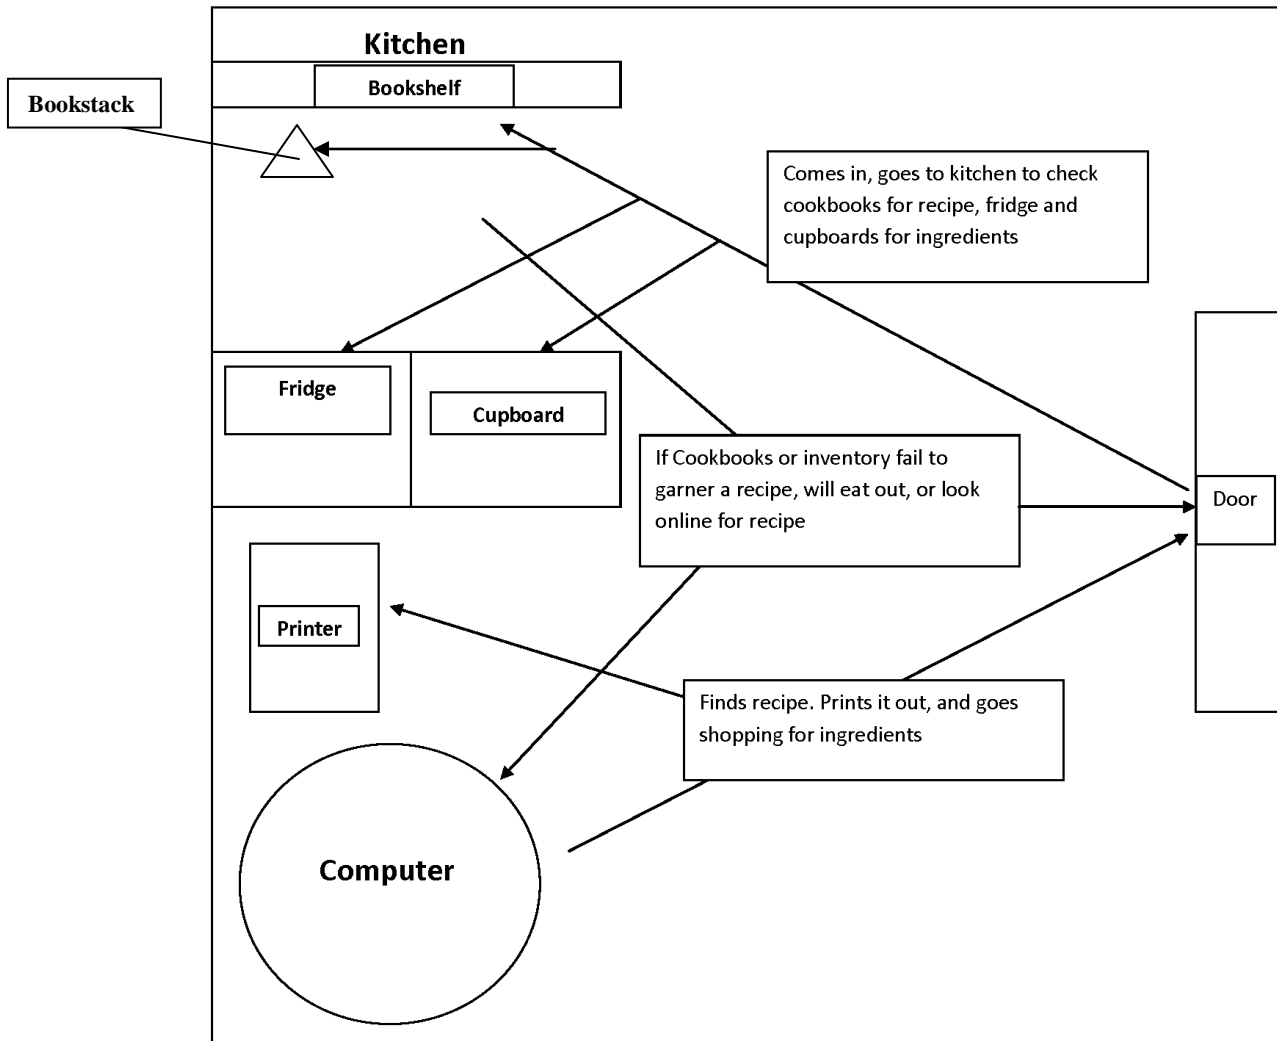 Kitchen
Bookshelf
Bookstack
Comes in, goes to kitchen to check
cookbooks for recipe, fridge and
cupboards for ingredients
Fridge
Cupboard
If Cookbooks or inventory fail to
garner a recipe, will eat out, or look
online for recipe
Door
Printer
Finds recipe. Prints it out, and goes
shopping for ingredients
Computer